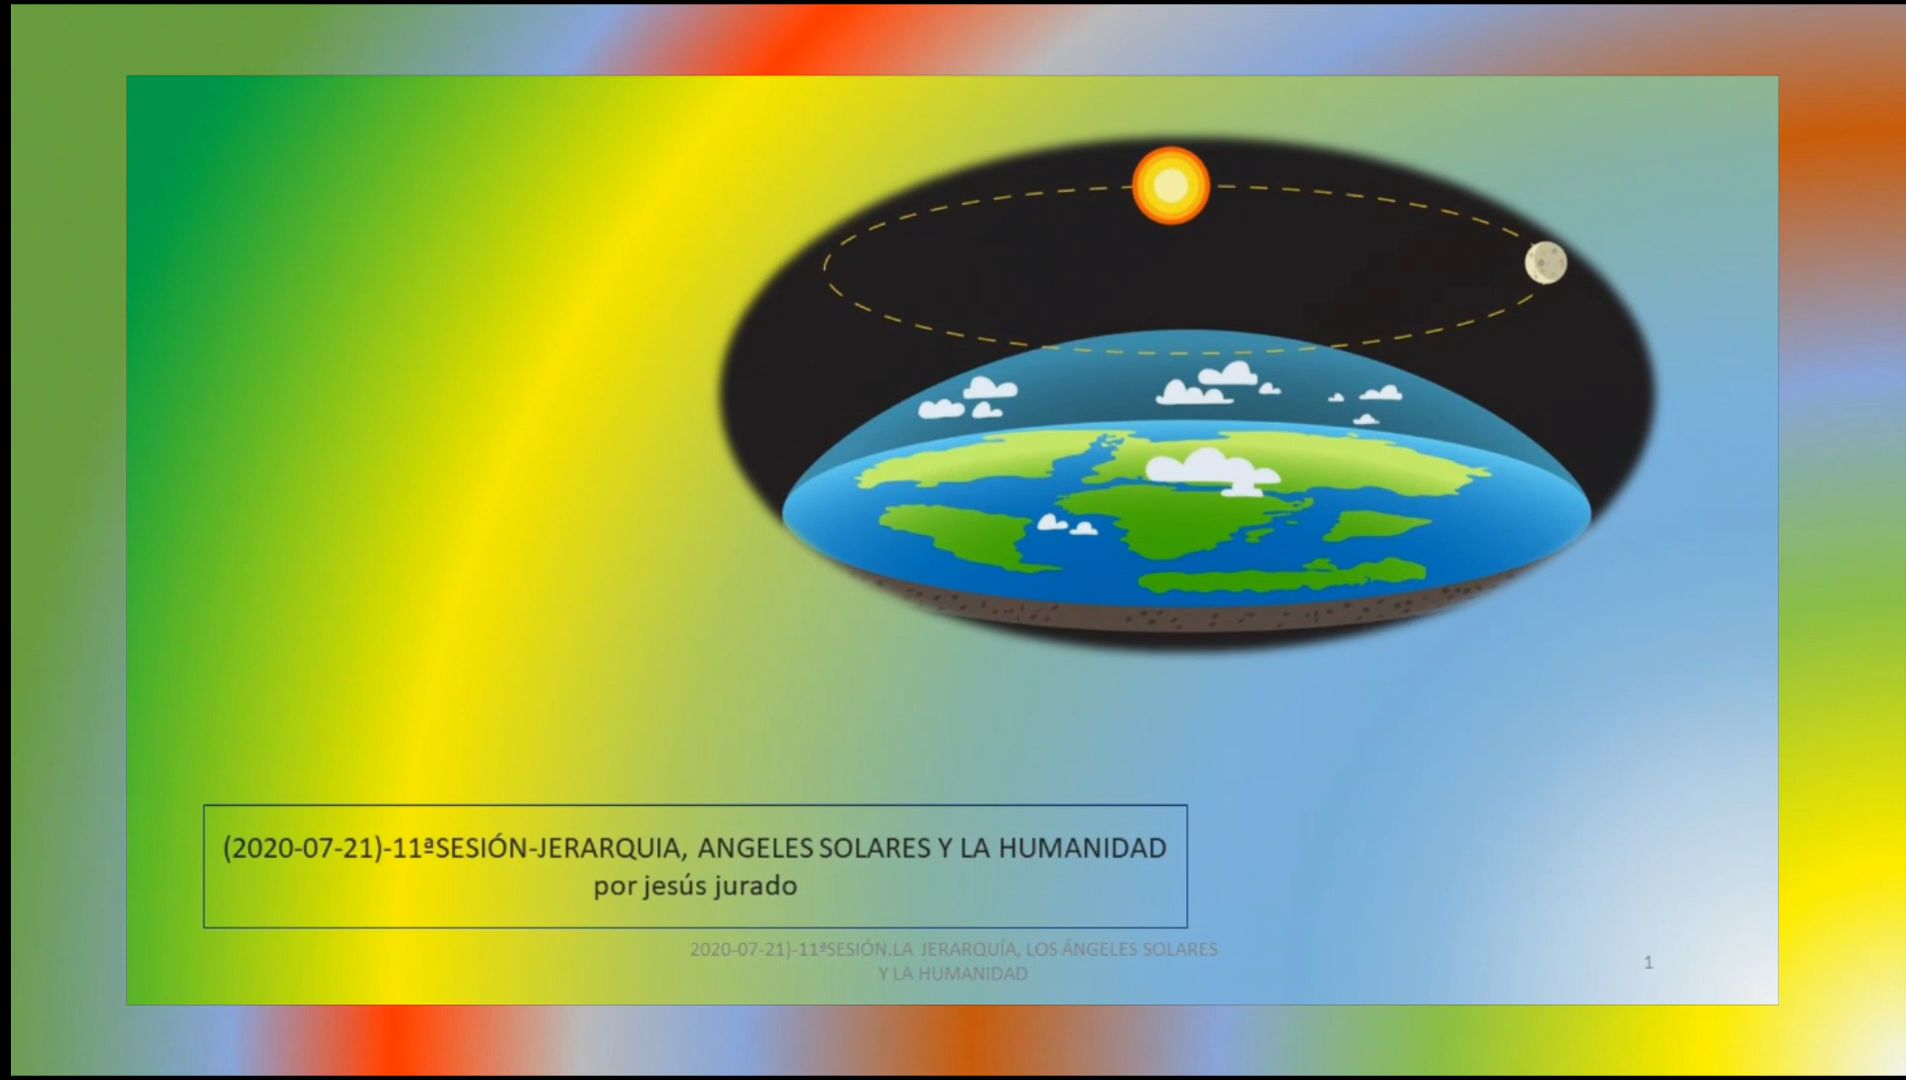 (2020-07-21)-11ªSESIÓN-JERARQUIA, ANGELES SOLARES Y LA HUMANIDAD
por jesús jurado
2020-07-21)-11ªSESIÓN.LA JERARQUÍA, LOS ÁNGELES SOLARES
Y LA HUMANIDAD
1